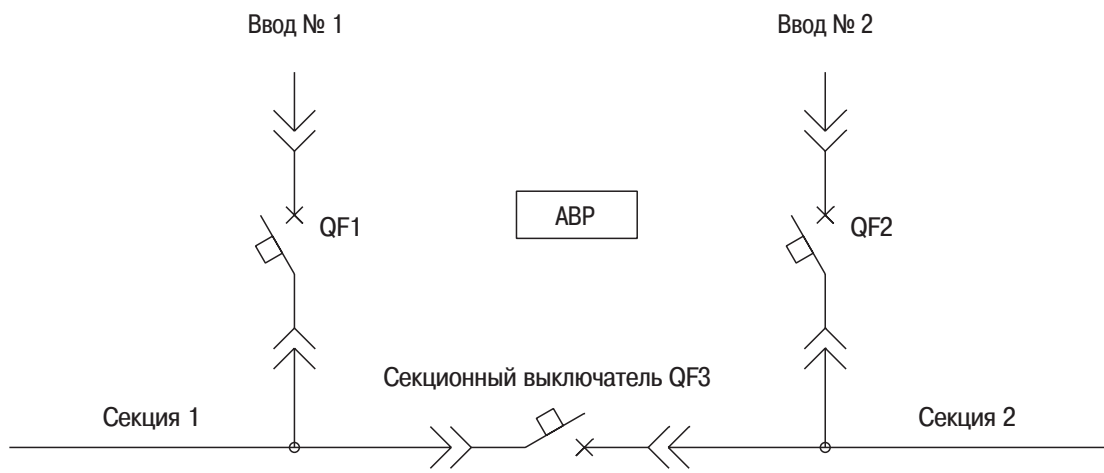 Ввод № 1
Ввод № 2
АВР
QF1
QF2
Секционный выключатель QF3
Секция 1
Секция 2